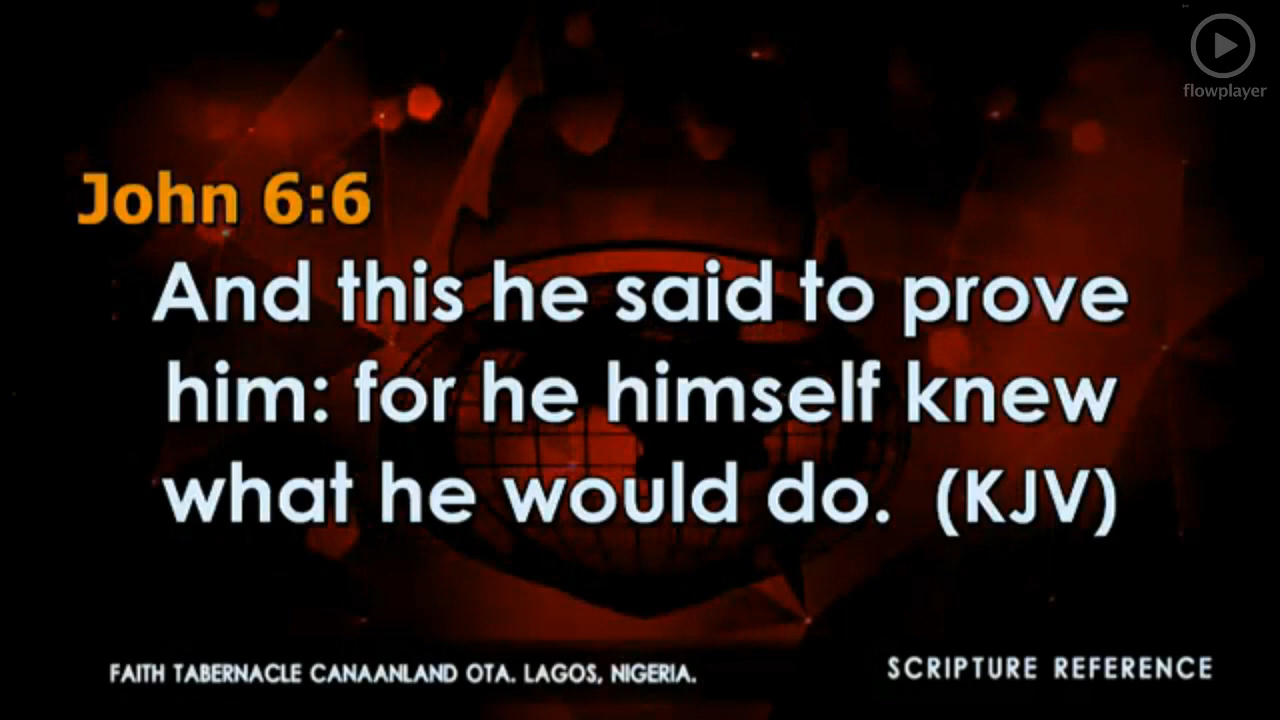 flowplayer
John 6:6
And this he said to prove
him: for he himself knew
what he would do. (KJV)
FAITH TABERNACLE CANAANLAND OTA. LAGOS, NIGERIA.
SCRIPTURE REFERENCE